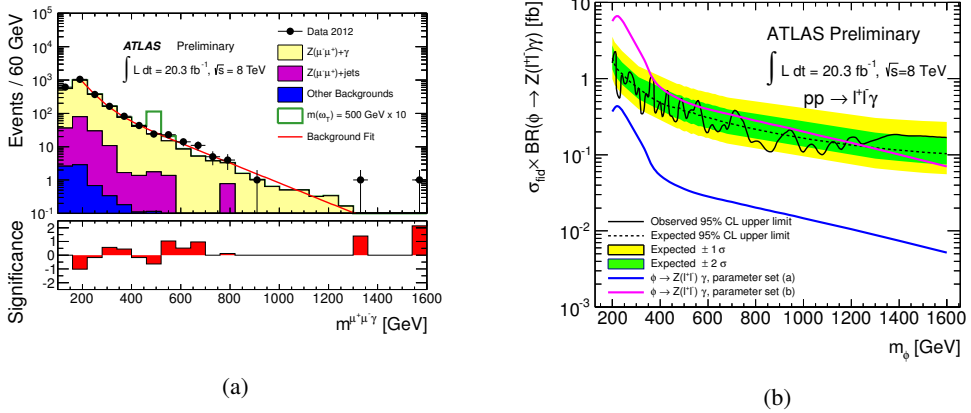 Events / 60 GeV
10⁵
10⁴
10³
10²
10
1
10⁻¹
ATLAS Preliminary
∫ L dt = 20.3 fb⁻¹, √s = 8 TeV
Data 2012
Z(μ⁻μ⁺)+γ
Z(μ⁻μ⁺)+jets
Other Backgrounds
m(ω_T) = 500 GeV x 10
Background Fit
Significance
2
1
0
-1
-2
200 400 600 800 1000 1200 1400 1600
m^{μ⁺μ⁻γ} [GeV]
(a)
σ_fid × BR(ϕ → Z(l⁺l⁻)γ) [fb]
10
1
10⁻¹
10⁻²
10⁻³
ATLAS Preliminary
∫ L dt = 20.3 fb⁻¹, √s=8 TeV
pp → l⁺l⁻γ
Observed 95% CL upper limit
Expected 95% CL upper limit
Expected ± 1 σ
Expected ± 2 σ
ϕ → Z(l⁺l⁻) γ, parameter set (a)
ϕ → Z(l⁺l⁻) γ, parameter set (b)
200 400 600 800 1000 1200 1400 1600
m_ϕ [GeV]
(b)